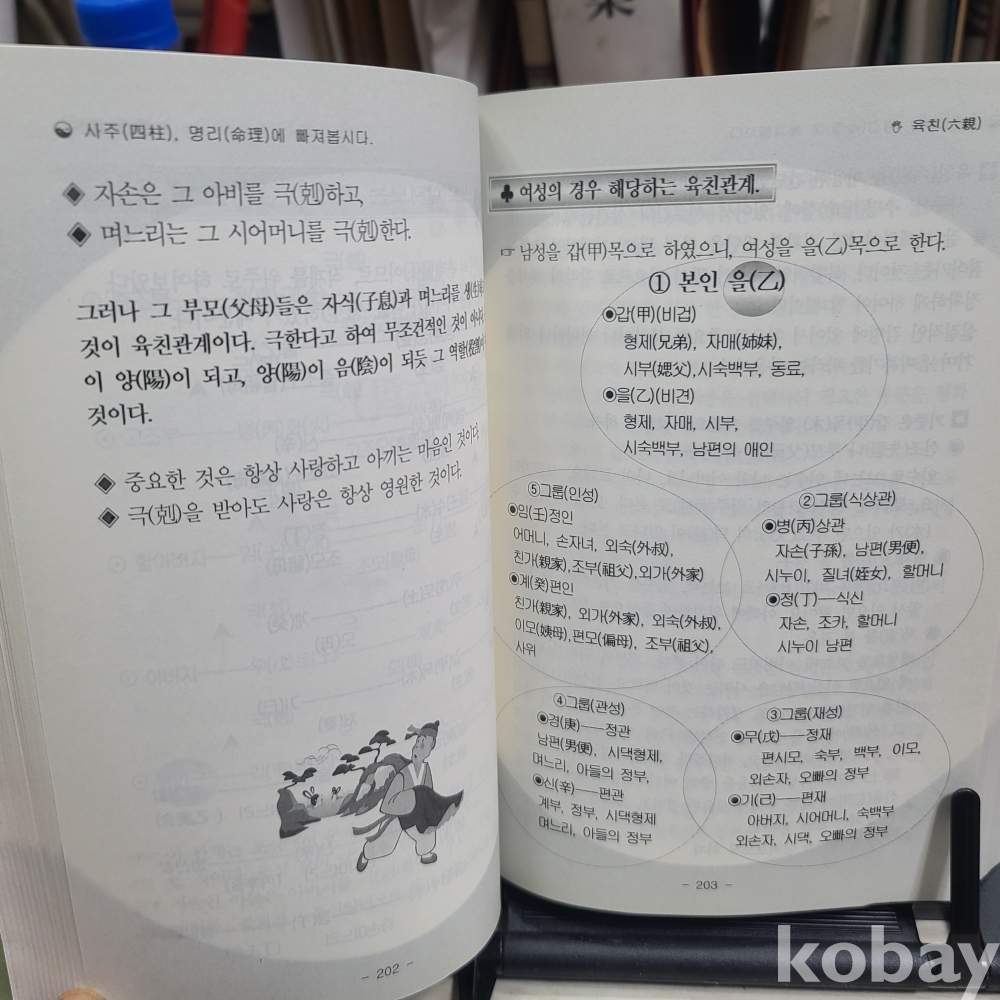 사주(四柱), 명리(命理)에 빠져봅시다.
◈ 자손은 그 아비를 극(剋)하고,
◈ 며느리는 그 시어머니를 극(剋)한다.
그러나 그 부모(父母)들은 자식(子息)과 며느리를
것이 육친관계이다. 극한다고 하여 무조건적인 것이
이 양(陽)이 되고, 양(陽)이 음(陰)이 되듯 그
것이다.
◈ 중요한 것은 항상 사랑하고 아끼는 마음인 것이다.
◈ 극(剋)을 받아도 사랑은 항상 영원한 것이다.
- 202 -
육친(六親)
♣ 여성의 경우 해당하는 육친관계.
☞ 남성을 갑(甲)목으로 하였으니, 여성을 을(乙)목으로 한다.
① 본인 을(乙)
◉갑(甲)(비겁)
형제(兄弟), 자매(姉妹),
시부(媤父),시숙백부, 동료,
◉을(乙)(비견)
형제, 자매, 시부,
시숙백부, 남편의 애인
⑤그룹(인성)
◉임(壬)정인
어머니, 손자녀, 외숙(外叔),
친가(親家),조부(祖父),외가(外家)
◉계(癸)편인
친가(親家), 외가(外家), 외숙(外叔),
이모(姨母),편모(偏母), 조부(祖父),
사위
②그룹(식상관)
◉병(丙)상관
자손(子孫), 남편(男便),
시누이, 질녀(姪女), 할머니
◉정(丁)—식신
자손, 조카, 할머니
시누이 남편
④그룹(관성)
◉경(庚)—정관
남편(男便), 시댁형제,
며느리, 아들의 정부,
◉신(辛)—편관
계부, 정부, 시댁형제
며느리, 아들의 정부
③그룹(재성)
◉무(戊)—정재
편시모, 숙부, 백부, 이모,
외손자, 오빠의 정부
◉기(己)—편재
아버지, 시어머니, 숙백부
외손자, 시댁, 오빠의 정부
- 203 -
kobay